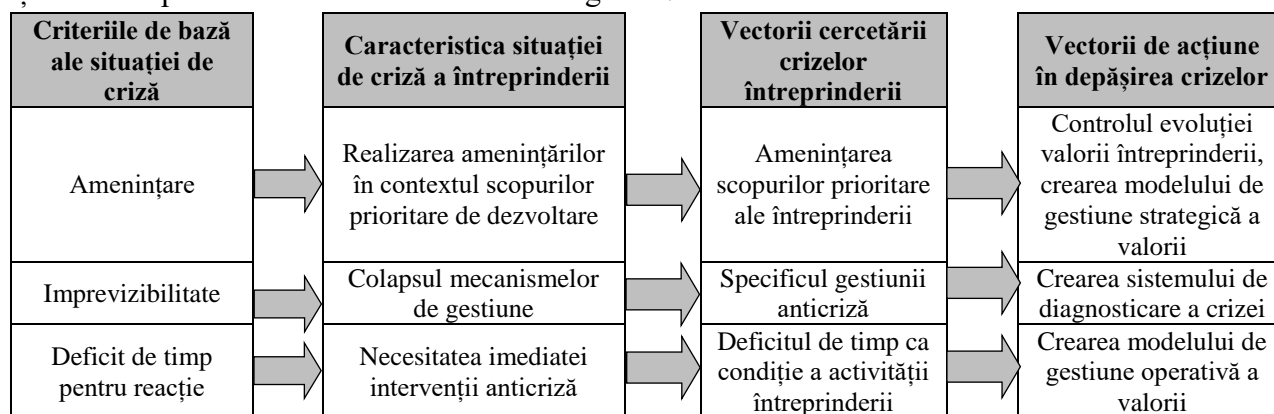 Criteriile de bază
ale situației de
criză
Caracteristica situației
de criză a întreprinderii
Vectorii cercetării
crizelor
întreprinderii
Vectorii de acțiune
în depășirea crizelor
Amenințare
Realizarea amenințărilor
în contextul scopurilor
prioritare de dezvoltare
Amenințarea
scopurilor prioritare
ale întreprinderii
Controlul evoluției
valorii întreprinderii,
crearea modelului de
gestiune strategică a
valorii
Imprevizibilitate
Colapsul mecanismelor
de gestiune
Specificul gestiunii
anticriză
Crearea sistemului de
diagnosticare a crizei
Deficit de timp
pentru reacție
Necesitatea imediatei
intervenții anticriză
Deficitul de timp ca
condiție a activității
întreprinderii
Crearea modelului de
gestiune operativă a
valorii